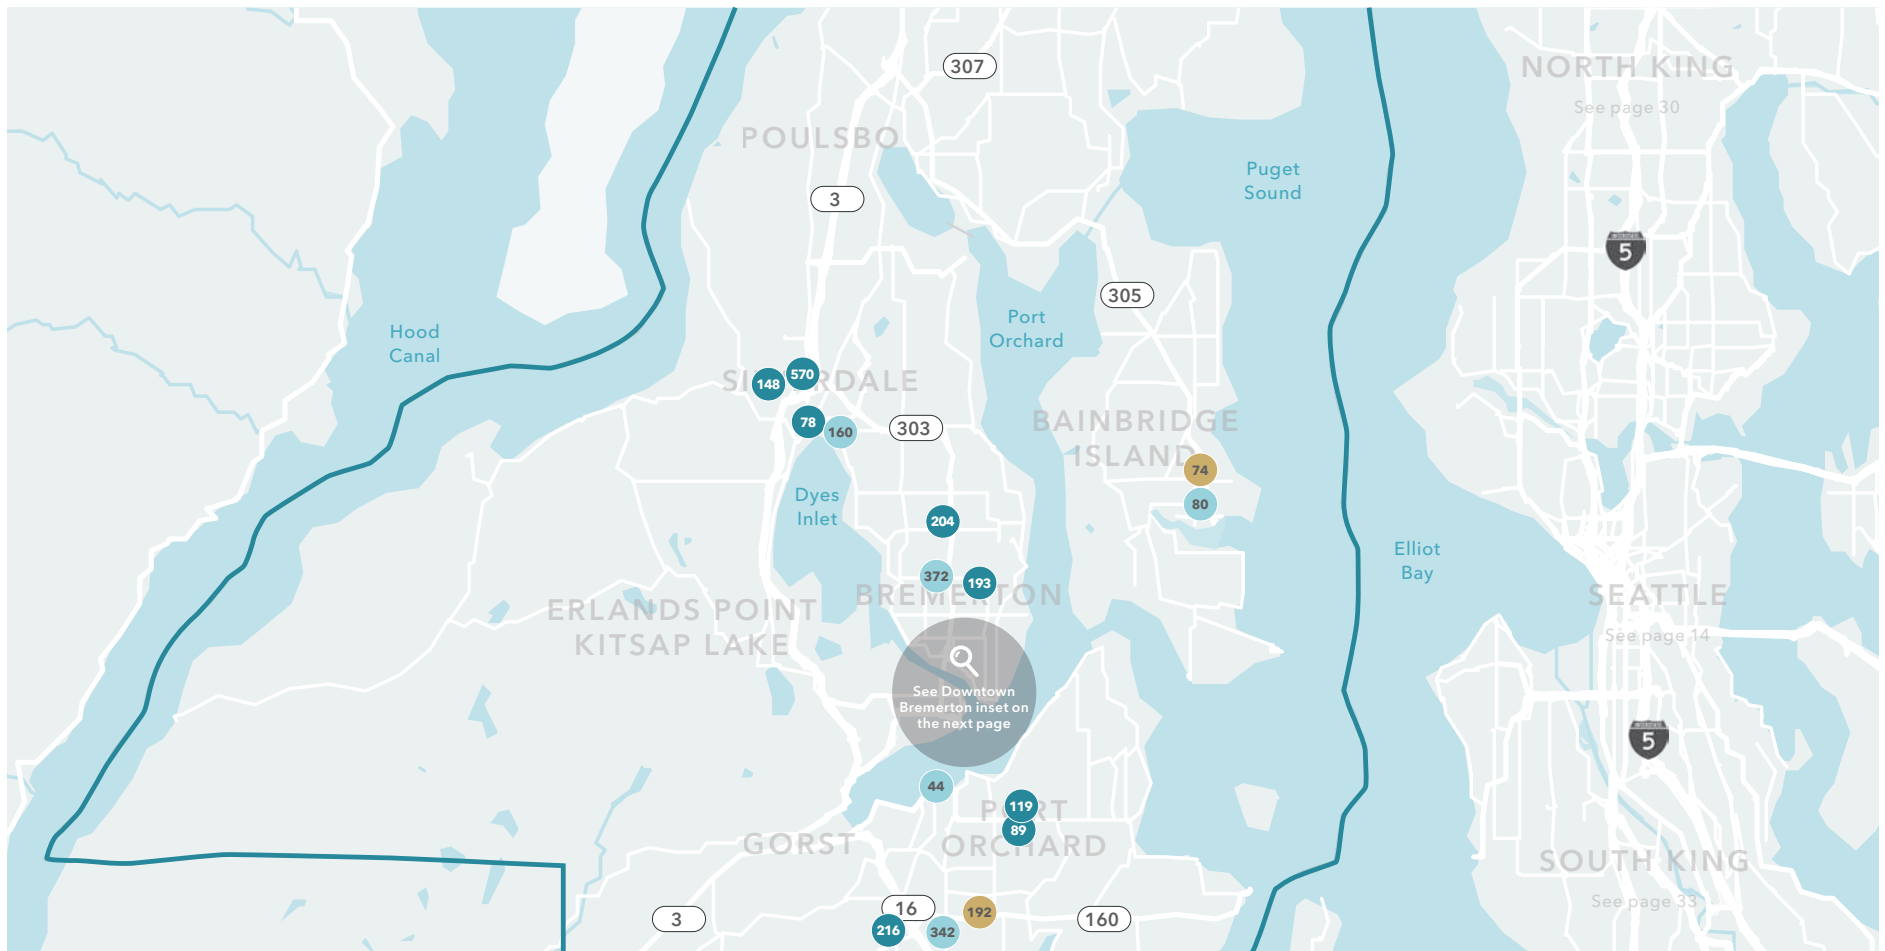 307
NORTH KING
See page 30
POULSBO
Puget
Sound
3
5
305
Hood
Canal
Port
Orchard
570
148
78
160
303
BAINBRIDGE
ISLAND
74
80
Dyes
Inlet
204
Elliot
Bay
372
193
BREMERTON
SEATTLE
See page 14
ERLANDS POINT
KITSAP LAKE
See Downtown
Bremerton inset on
the next page
5
44
119
89
ORCHARD
GORST
SOUTH KING
See page 33
3
16
216
342
192
160